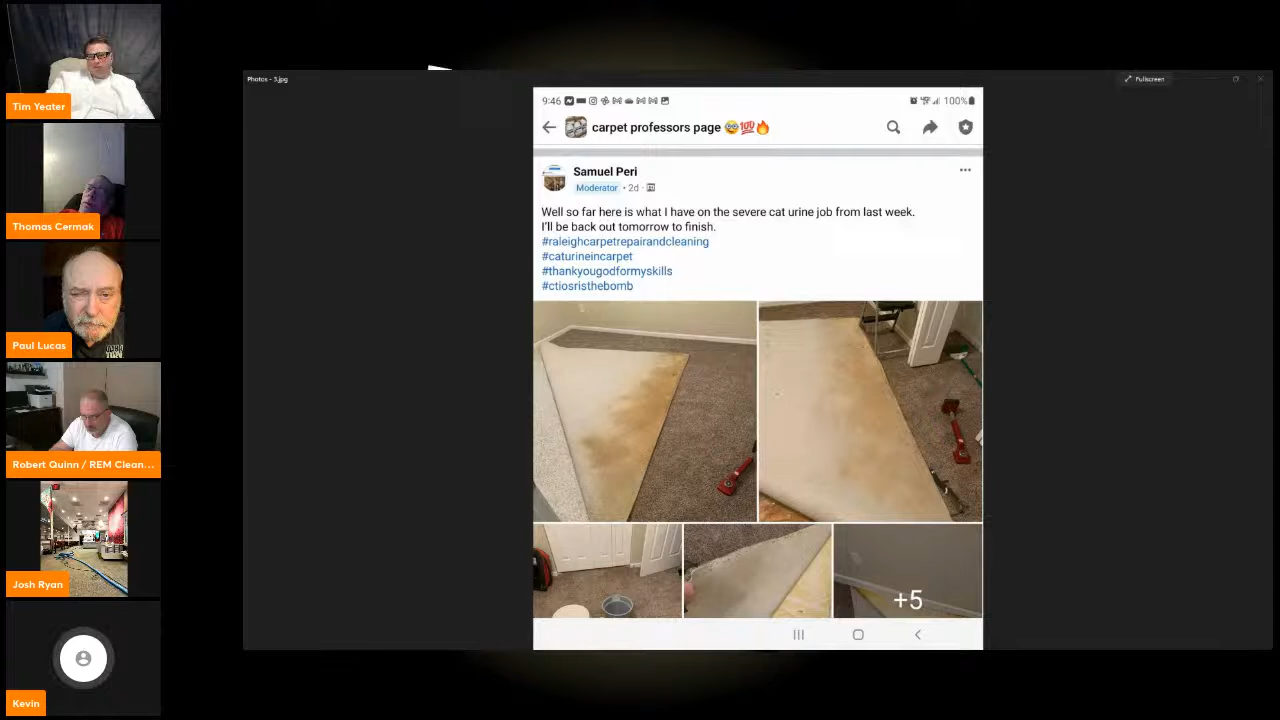 Tim Yeater
Thomas Cermak
Paul Lucas
Robert Quinn / REM Clean...
Josh Ryan
Kevin
Photos - 3.jpg
Fullscreen
9:46
100%
carpet professors page 🤓💯🔥
Samuel Peri
Moderator • 2d
Well so far here is what I have on the severe cat urine job from last week.
I'll be back out tomorrow to finish.
#raleighcarpetrepairandcleaning
#caturineincarpet
#thankyougodformyskills
#ctiosristhebomb
+5